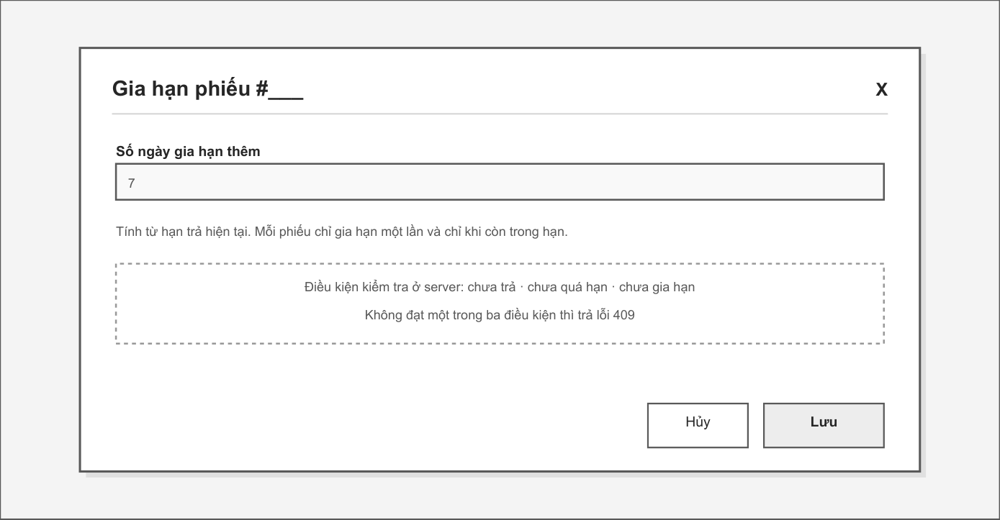 Gia hạn phiếu #___
X
Số ngày gia hạn thêm
7
Tính từ hạn trả hiện tại. Mỗi phiếu chỉ gia hạn một lần và chỉ khi còn trong hạn.
Điều kiện kiểm tra ở server: chưa trả · chưa quá hạn · chưa gia hạn
Không đạt một trong ba điều kiện thì trả lỗi 409
Hủy
Lưu